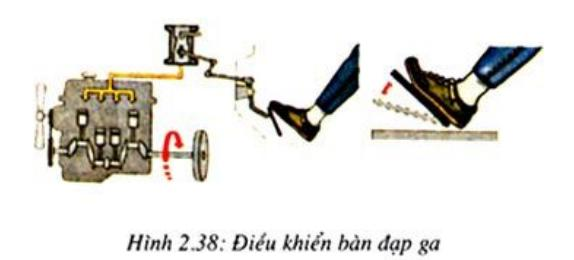 Hình 2.38: Điều khiển bàn đạp ga